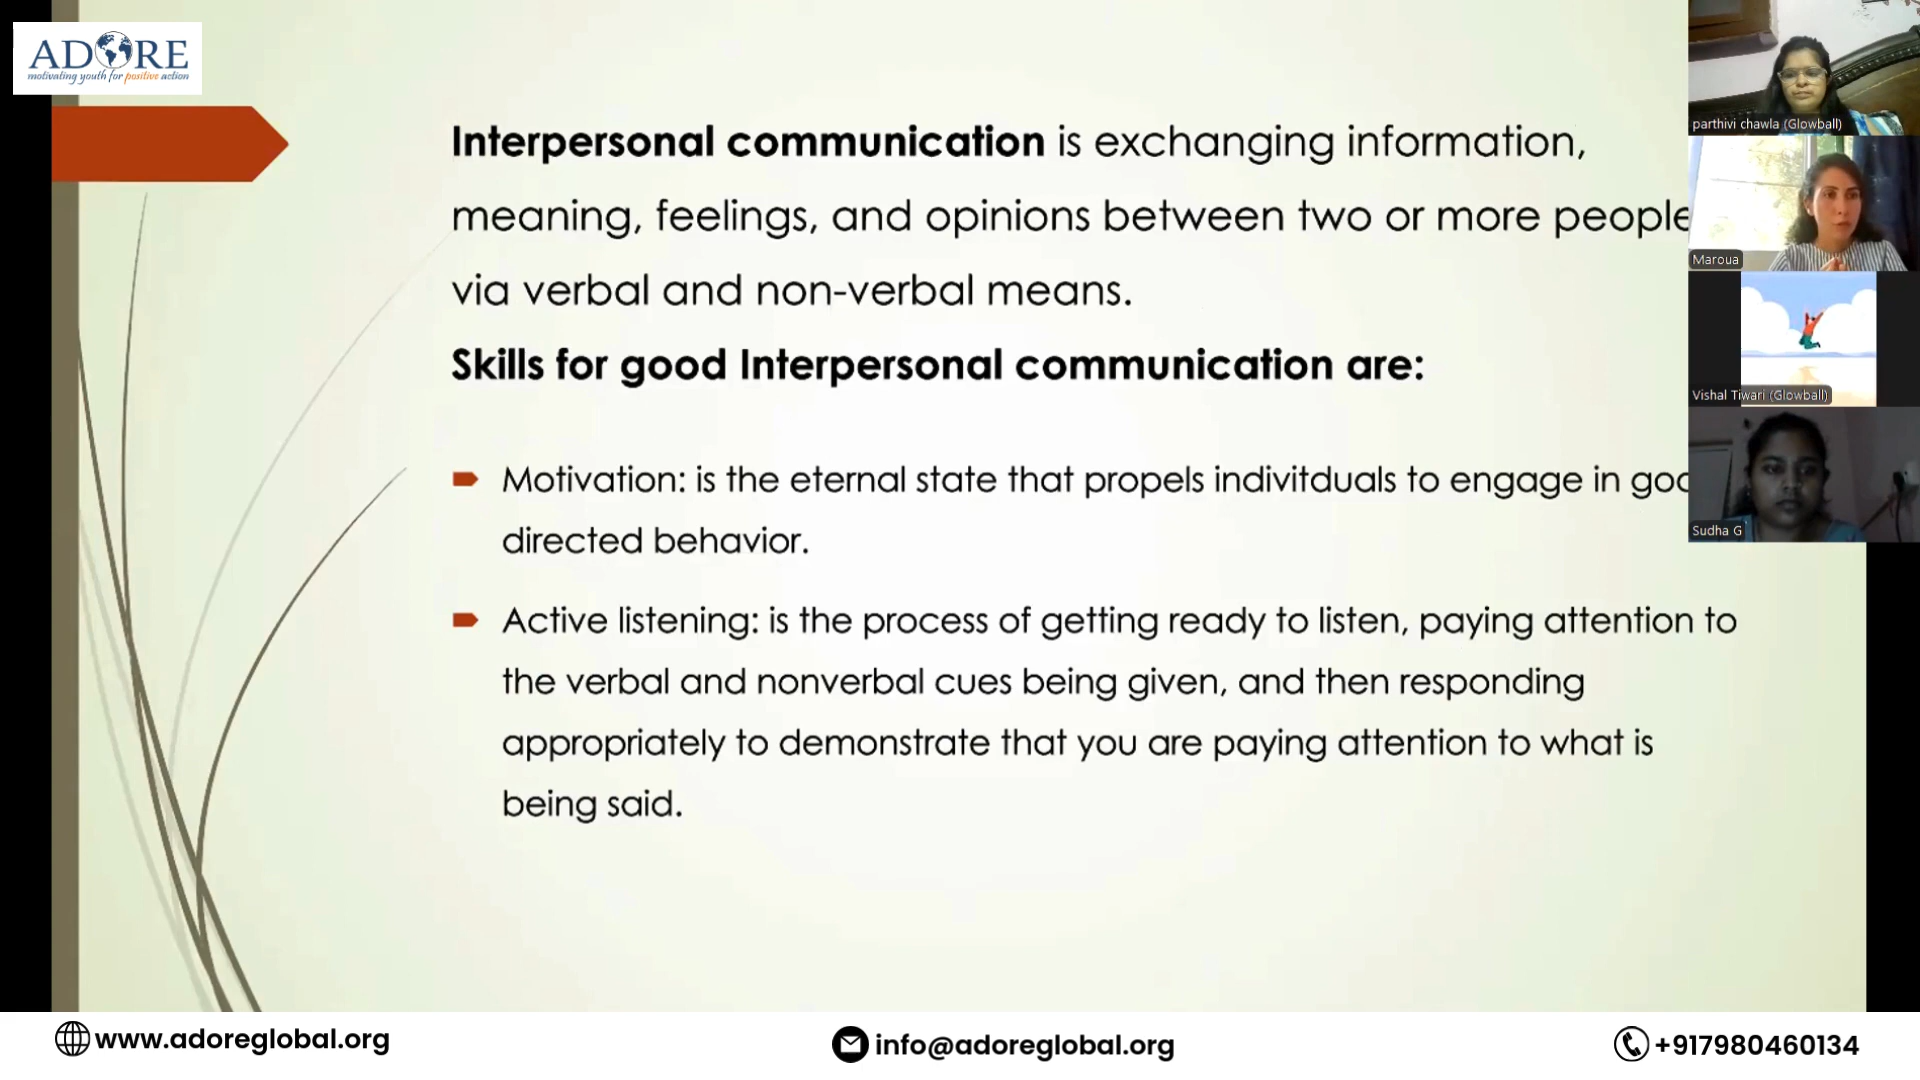 ADORE
motivating youth for positive action
Interpersonal communication is exchanging information,
meaning, feelings, and opinions between two or more people
via verbal and non-verbal means.
Skills for good Interpersonal communication are:
Motivation: is the eternal state that propels indivitduals to engage in
directed behavior.
Active listening: is the process of getting ready to listen, paying attention to
the verbal and nonverbal cues being given, and then responding
appropriately to demonstrate that you are paying attention to what is
being said.
parthivi chawla (Glowball)
Maroua
Vishal Tiwari (Glowball)
Sudha G
www.adoreglobal.org
info@adoreglobal.org
+917980460134